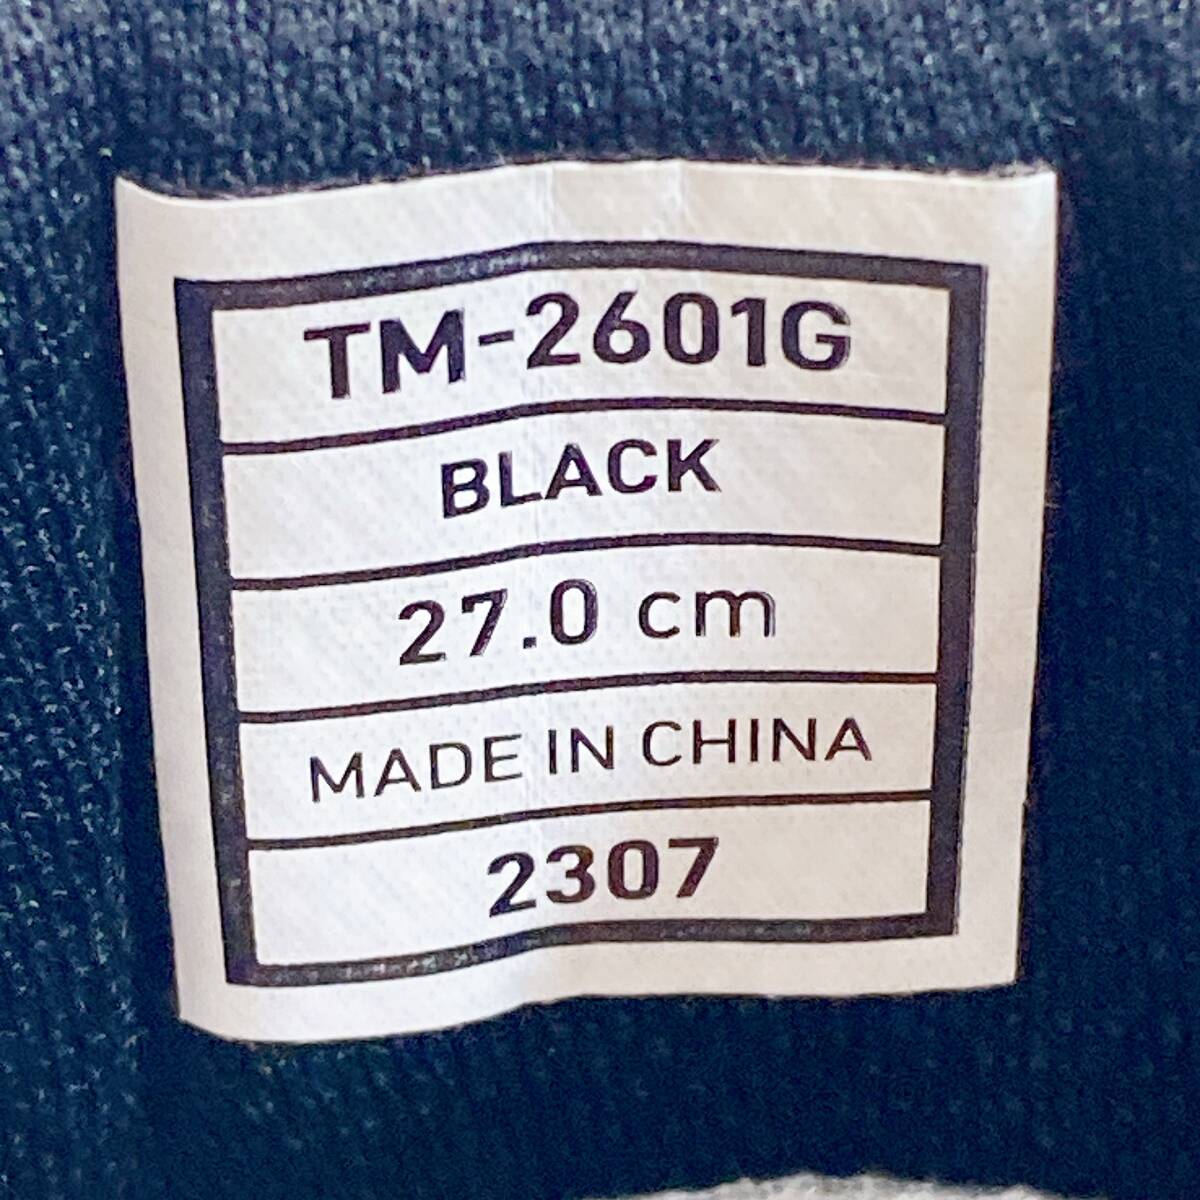 TM-2601G
BLACK
27.0 cm
MADE IN CHINA
2307